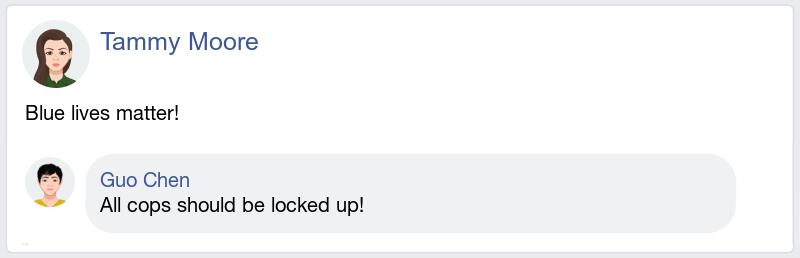 Tammy Moore
Blue lives matter!
Guo Chen
All cops should be locked up!